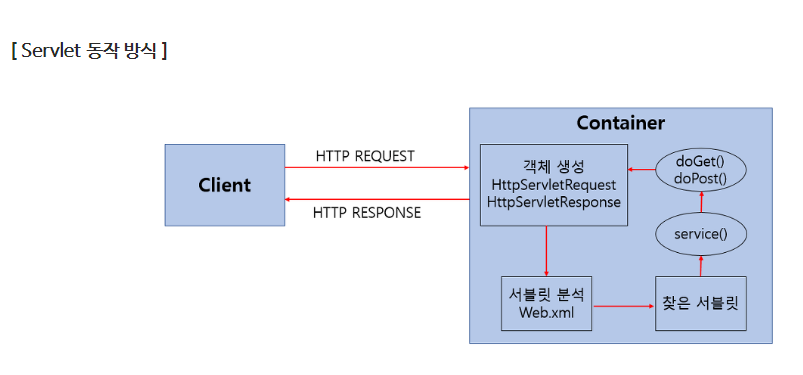 [ Servlet 동작 방식 ]
Container
Client
HTTP REQUEST
HTTP RESPONSE
객체 생성
HttpServletRequest
HttpServletResponse
doGet()
doPost()
service()
서블릿 분석
Web.xml
찾은 서블릿